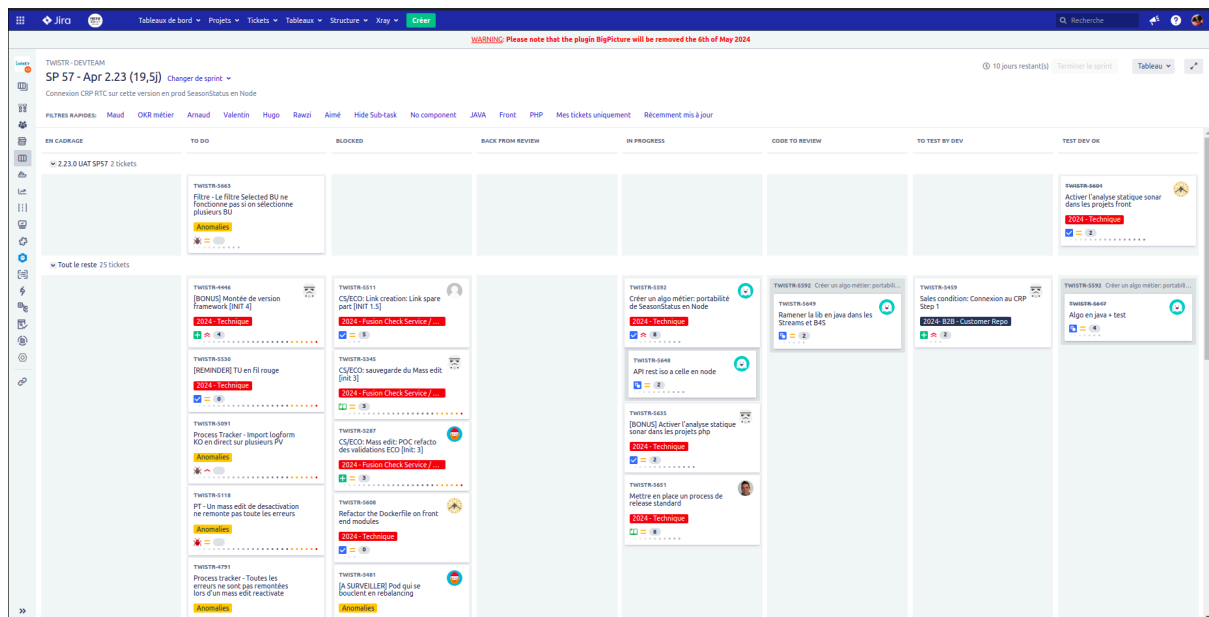 Jira
Tableaux de bord Projets Tickets Tableaux Structure Xray Créer
Recherche
WARNING: Please note that the plugin BigPicture will be removed the 6th of May 2024
TWISTR - DEVTEAM
SP 57 - Apr 2.23 (19,5j) Changer de sprint
10 jours restant(s) Terminer le sprint Tableau
Connexion CRP RTC sur cette version en prod SeasonStatus en Node
FILTRES RAPIDES: Maud OKR métier Arnaud Valentin Hugo Rawzi Aimé Hide Sub-task No component JAVA Front PHP Mes tickets uniquement Récemment mis à jour
EN CADRAGE TO DO BLOCKED BACK FROM REVIEW IN PROGRESS CODE TO REVIEW TO TEST BY DEV TEST DEV OK
2.23.0 UAT SP57 2 tickets
TWISTR-5663
Filtre - Le filtre Selected BU ne
fonctionne pas si on sélectionne
plusieurs BU
Anomalies
TWISTR-5604
Activer l'analyse statique sonar
dans les projets front
2024 - Technique
2
Tout le reste 25 tickets
TWISTR-4446
[BONUS] Montée de version
framework [INIT 4]
2024 - Technique
4
TWISTR-5530
[REMINDER] TU en fil rouge
2024 - Technique
0
TWISTR-5091
Process Tracker - Import logform
KO en direct sur plusieurs PV
Anomalies
TWISTR-5118
PT - Un mass edit de desactivation
ne remonte pas toute les erreurs
Anomalies
TWISTR-4791
Process tracker - Toutes les
erreurs ne sont pas remontées
lors d'un mass edit reactivate
Anomalies
TWISTR-5511
CS/ECO: Link creation: Link spare
part [INIT 1.5]
2024 - Fusion Check Service / ...
5
TWISTR-5345
CS/ECO: sauvegarde du Mass edit
[init 3]
2024 - Fusion Check Service / ...
3
TWISTR-5287
CS/ECO: Mass edit: POC refacto
des validations ECO [Init: 3]
2024 - Fusion Check Service / ...
3
TWISTR-5608
Refactor the Dockerfile on front
end modules
2024 - Technique
0
TWISTR-5481
[A SURVEILLER] Pod qui se
bouclent en rebalancing
Anomalies
TWISTR-5592
Créer un algo métier: portabilité
de SeasonStatus en Node
2024 - Technique
8
TWISTR-5648
API rest iso a celle en node
2
TWISTR-5635
[BONUS] Activer l'analyse statique
sonar dans les projets php
2024 - Technique
2
TWISTR-5651
Mettre en place un process de
release standard
2024 - Technique
8
TWISTR-5592 Créer un algo métier: portabili...
TWISTR-5649
Ramener la lib en java dans les
Streams et B4S
2
TWISTR-5459
Sales condition: Connexion au CRP
Step 1
2024- B2B - Customer Repo
2
TWISTR-5592 Créer un algo métier: portabili...
TWISTR-5647
Algo en java + test
4